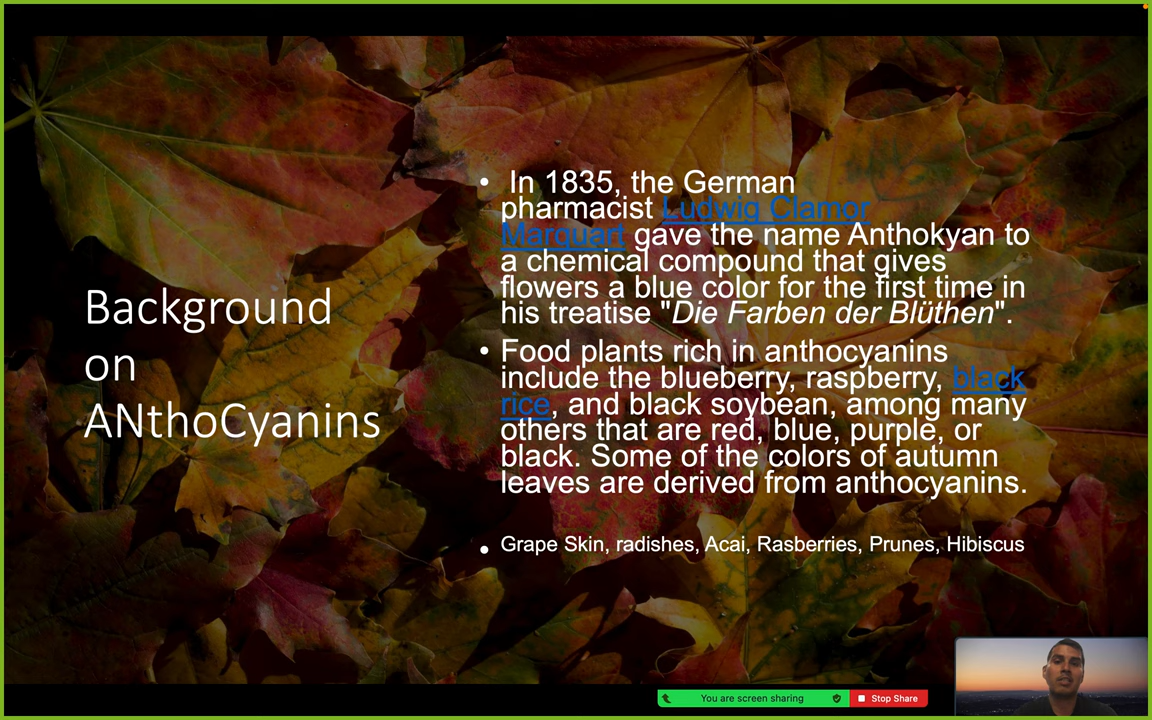 Background
on
ANthoCyanins
• In 1835, the German
pharmacist Ludwig Clamor
Marquart gave the name Anthokyan to
a chemical compound that gives
flowers a blue color for the first time in
his treatise "Die Farben der Blüthen".
• Food plants rich in anthocyanins
include the blueberry, raspberry, black
rice, and black soybean, among many
others that are red, blue, purple, or
black. Some of the colors of autumn
leaves are derived from anthocyanins.
• Grape Skin, radishes, Acai, Rasberries, Prunes, Hibiscus
You are screen sharing
Stop Share